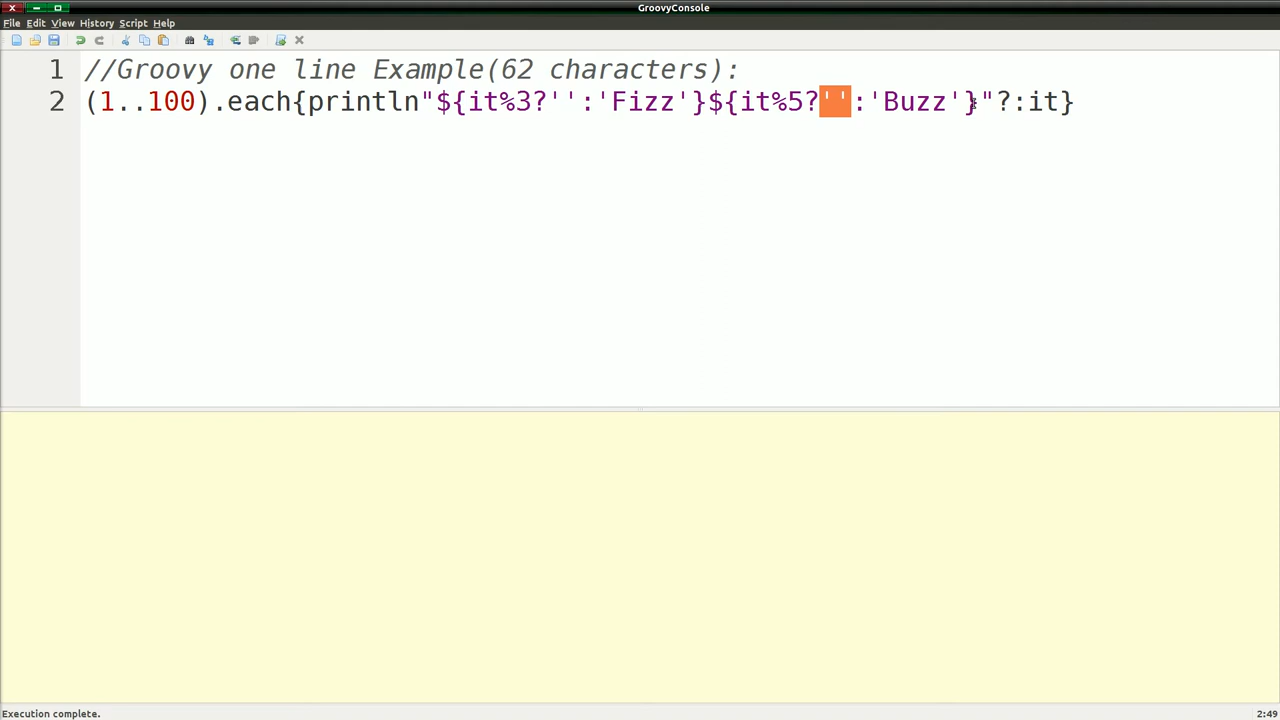 GroovyConsole
File Edit View History Script Help
1 //Groovy one line Example(62 characters):
2 (1..100).each{println"${it%3?'':'Fizz'}${it%5?'':'Buzz'}"?:it}
Execution complete. 2:49